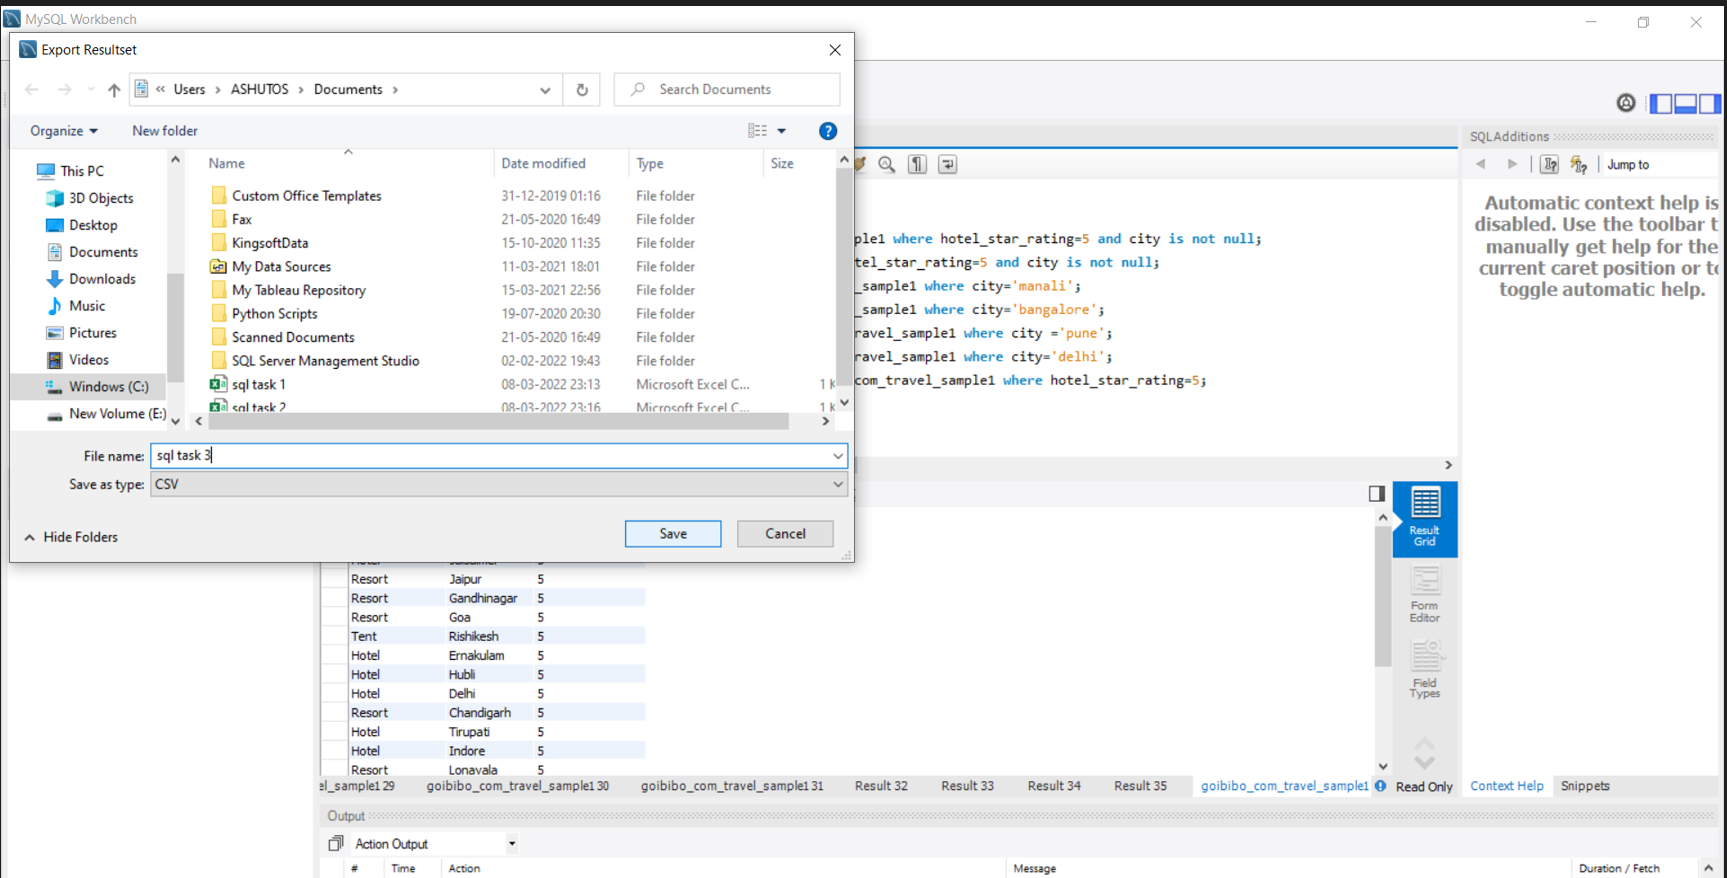 MySQL Workbench
Export Resultset
« Users › ASHUTOS › Documents ›
Search Documents
Organize
New folder
Name Date modified Type Size
This PC
3D Objects
Desktop
Documents
Downloads
Music
Pictures
Videos
Windows (C:)
New Volume (E:)
Custom Office Templates 31-12-2019 01:16 File folder
Fax 21-05-2020 16:49 File folder
KingsoftData 15-10-2020 11:35 File folder
My Data Sources 11-03-2021 18:01 File folder
My Tableau Repository 15-03-2021 22:56 File folder
Python Scripts 19-07-2020 20:30 File folder
Scanned Documents 21-05-2020 16:49 File folder
SQL Server Management Studio 02-02-2022 19:43 File folder
sql task 1 08-03-2022 23:13 Microsoft Excel C... 1 K
sql task 2 08-03-2022 23:16 Microsoft Excel C... 1 K
File name: sql task 3
Save as type: CSV
Hide Folders
Save
Cancel
ple1 where hotel_star_rating=5 and city is not null;
tel_star_rating=5 and city is not null;
_sample1 where city='manali';
_sample1 where city='bangalore';
ravel_sample1 where city ='pune';
ravel_sample1 where city='delhi';
com_travel_sample1 where hotel_star_rating=5;
SQLAdditions
Jump to
Automatic context help is
disabled. Use the toolbar t
manually get help for the
current caret position or to
toggle automatic help.
Result
Grid
Form
Editor
Field
Types
Hotel Jaisalmer 5
Resort Jaipur 5
Resort Gandhinagar 5
Resort Goa 5
Tent Rishikesh 5
Hotel Ernakulam 5
Hotel Hubli 5
Hotel Delhi 5
Resort Chandigarh 5
Hotel Tirupati 5
Hotel Indore 5
Resort Lonavala 5
el_sample1 29 goibibo_com_travel_sample1 30 goibibo_com_travel_sample1 31 Result 32 Result 33 Result 34 Result 35 goibibo_com_travel_sample1 Read Only
Context Help Snippets
Output
Action Output
# Time Action Message Duration / Fetch